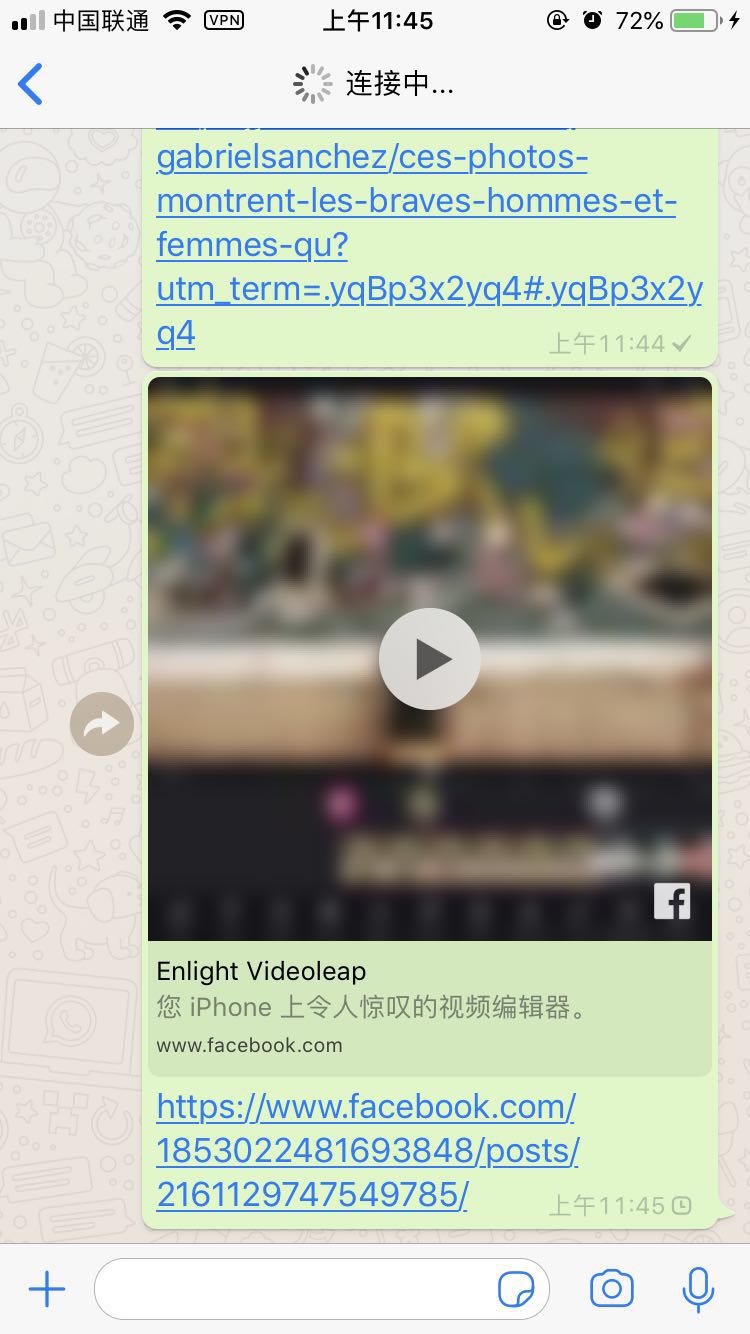 中国联通 VPN 上午11:45 72%
连接中...
gabrielsanchez/ces-photos-
montrent-les-braves-hommes-et-
femmes-qu?
utm_term=.yqBp3x2yq4#.yqBp3x2y
q4
上午11:44
Enlight Videoleap
您 iPhone 上令人惊叹的视频编辑器。
www.facebook.com
https://www.facebook.com/
1853022481693848/posts/
2161129747549785/
上午11:45